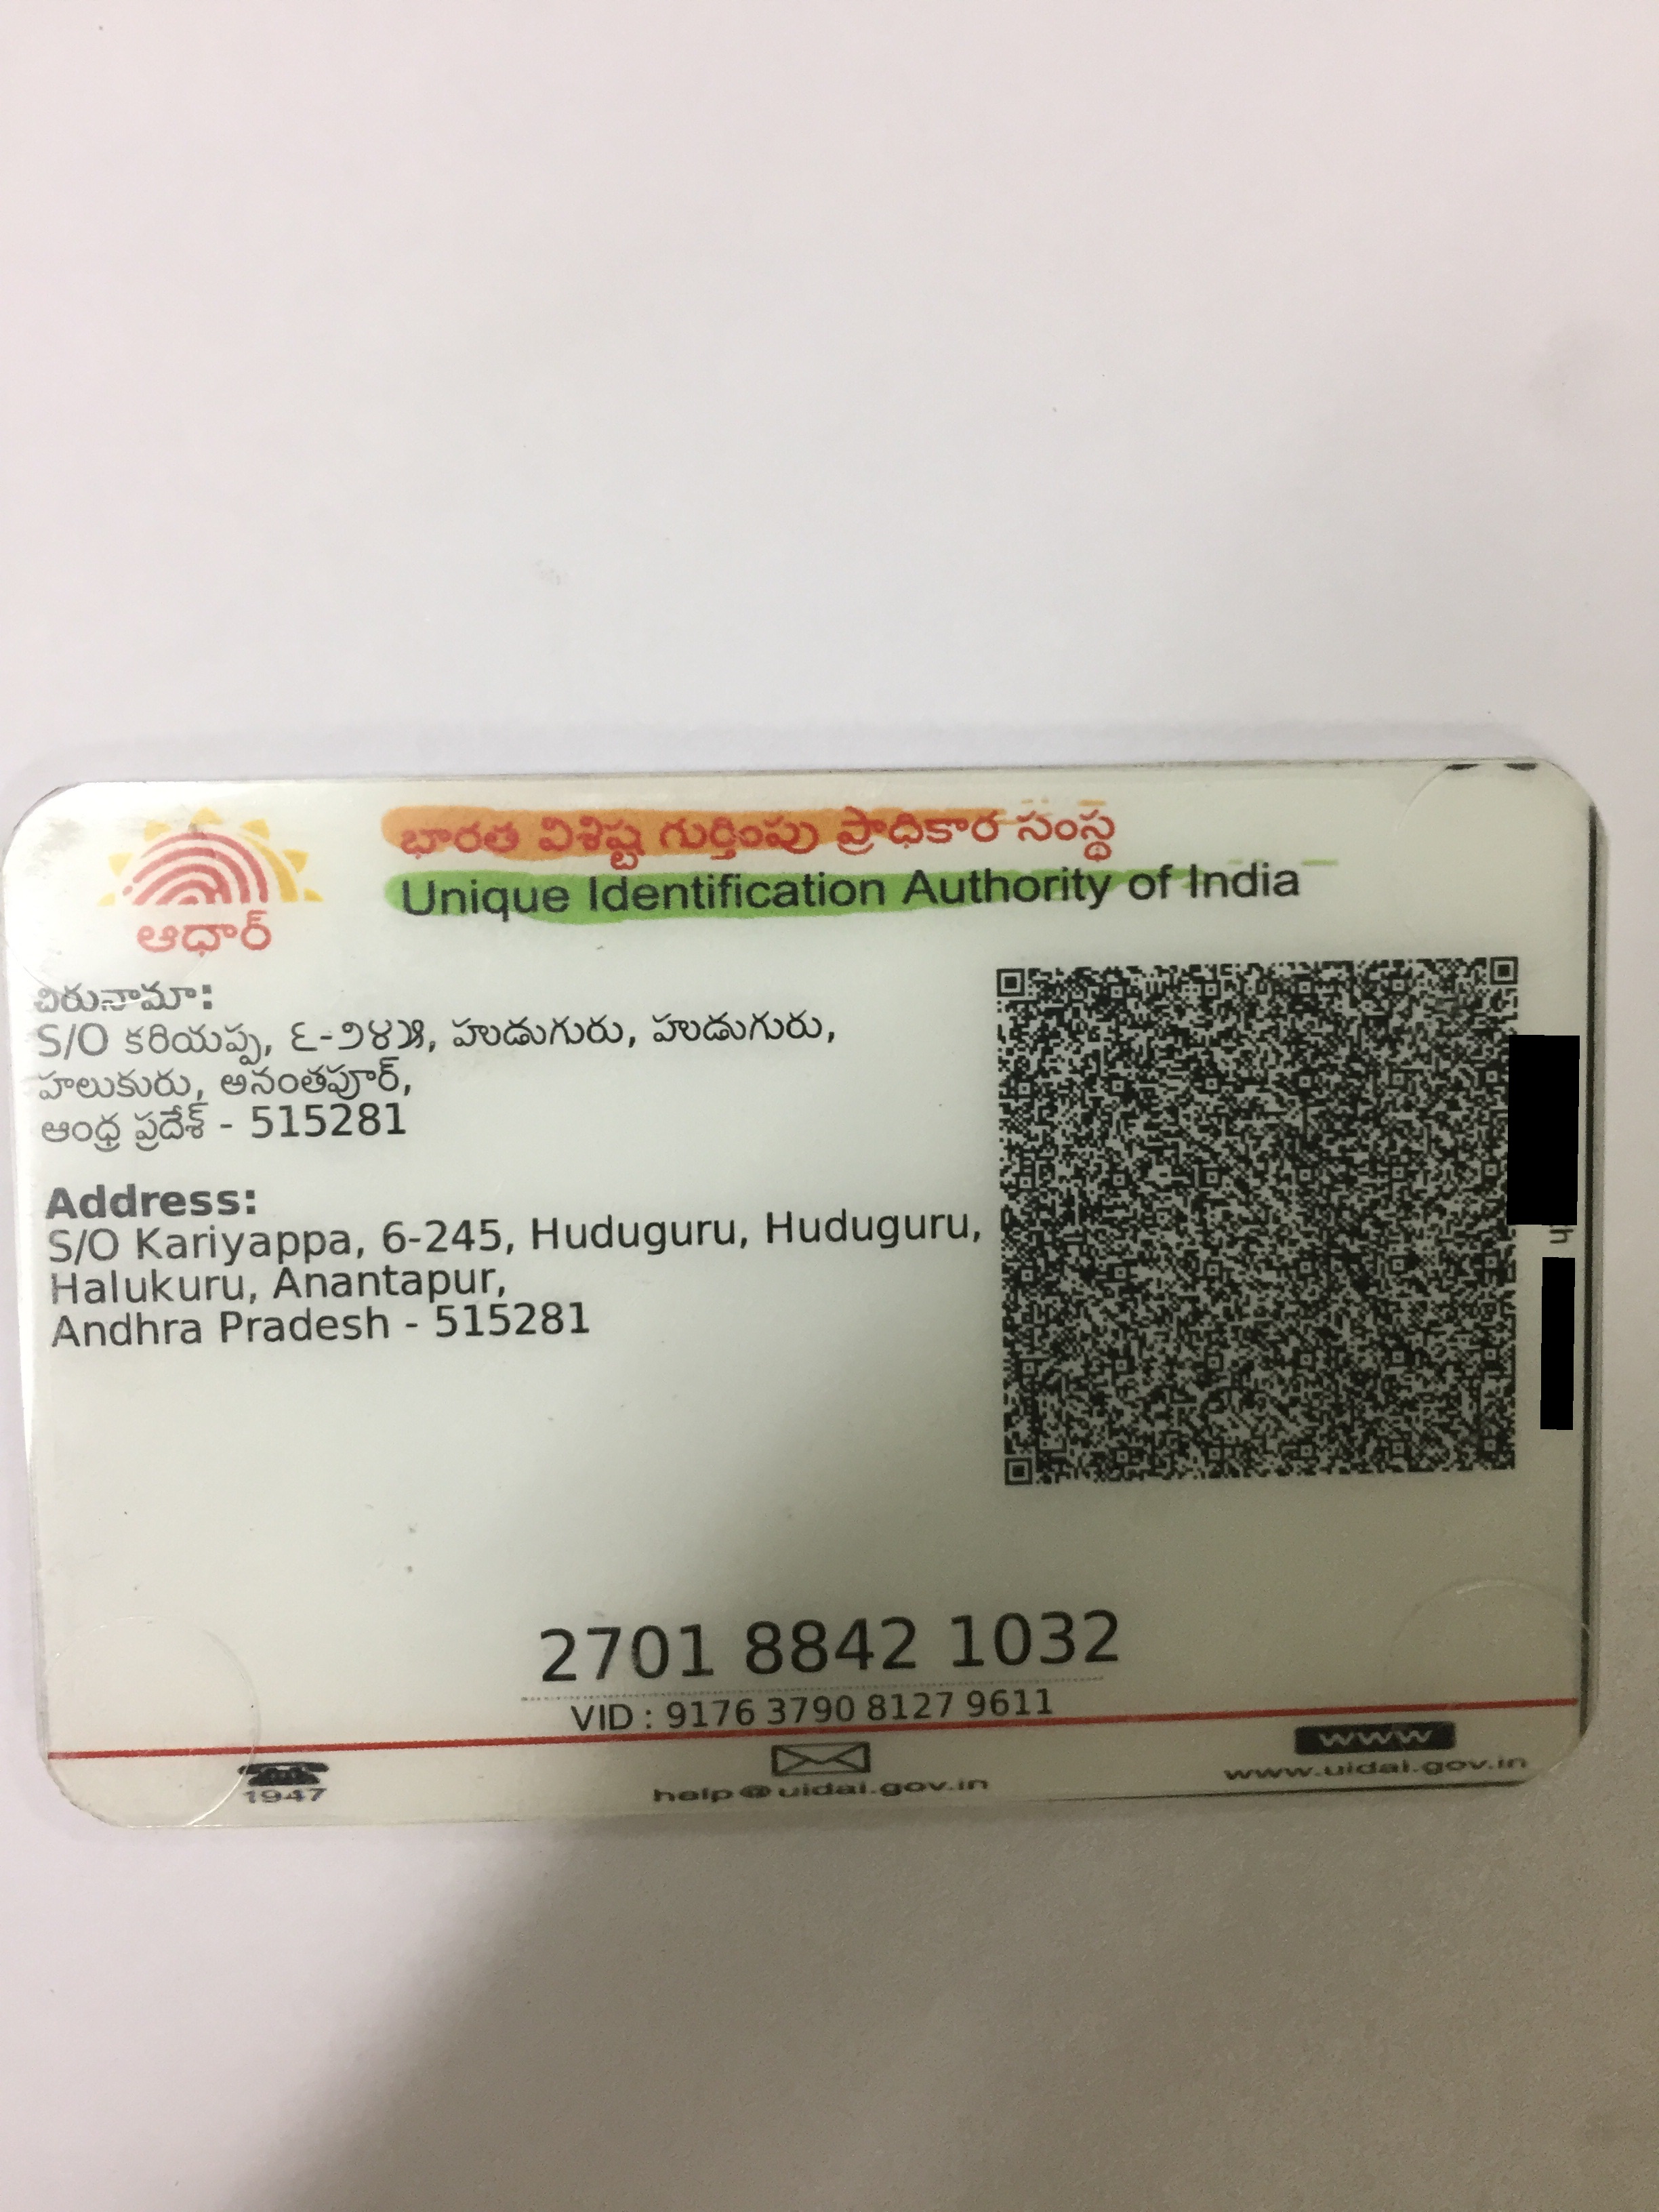 భారత విశిష్ట గుర్తింపు ప్రాధికార సంస్థ
Unique Identification Authority of India
ఆధార్
చిరునామా:
S/O కరియప్ప, ౬-౨౪౫, హుడుగురు, హుడుగురు,
హలుకురు, అనంతపూర్,
ఆంధ్ర ప్రదేశ్ - 515281
Address:
S/O Kariyappa, 6-245, Huduguru, Huduguru,
Halukuru, Anantapur,
Andhra Pradesh - 515281
2701 8842 1032
VID : 9176 3790 8127 9611
1947
help@uidai.gov.in
www
www.uidai.gov.in